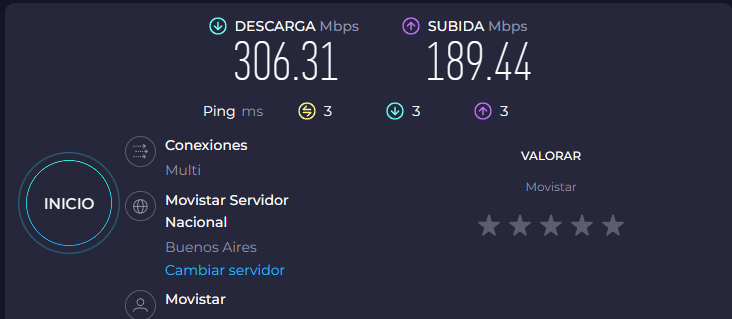 DESCARGA Mbps SUBIDA Mbps
306.31 189.44
Ping ms 3 3 3
Conexiones
Multi
Movistar Servidor
Nacional
Buenos Aires
Cambiar servidor
Movistar
INICIO
VALORAR
Movistar